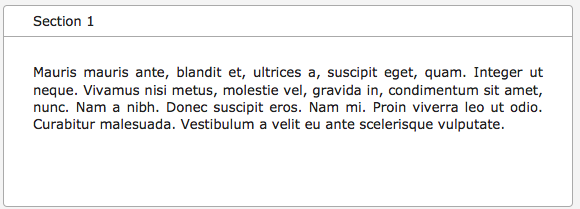 Section 1
Mauris mauris ante, blandit et, ultrices a, suscipit eget, quam. Integer ut
neque. Vivamus nisi metus, molestie vel, gravida in, condimentum sit amet,
nunc. Nam a nibh. Donec suscipit eros. Nam mi. Proin viverra leo ut odio.
Curabitur malesuada. Vestibulum a velit eu ante scelerisque vulputate.